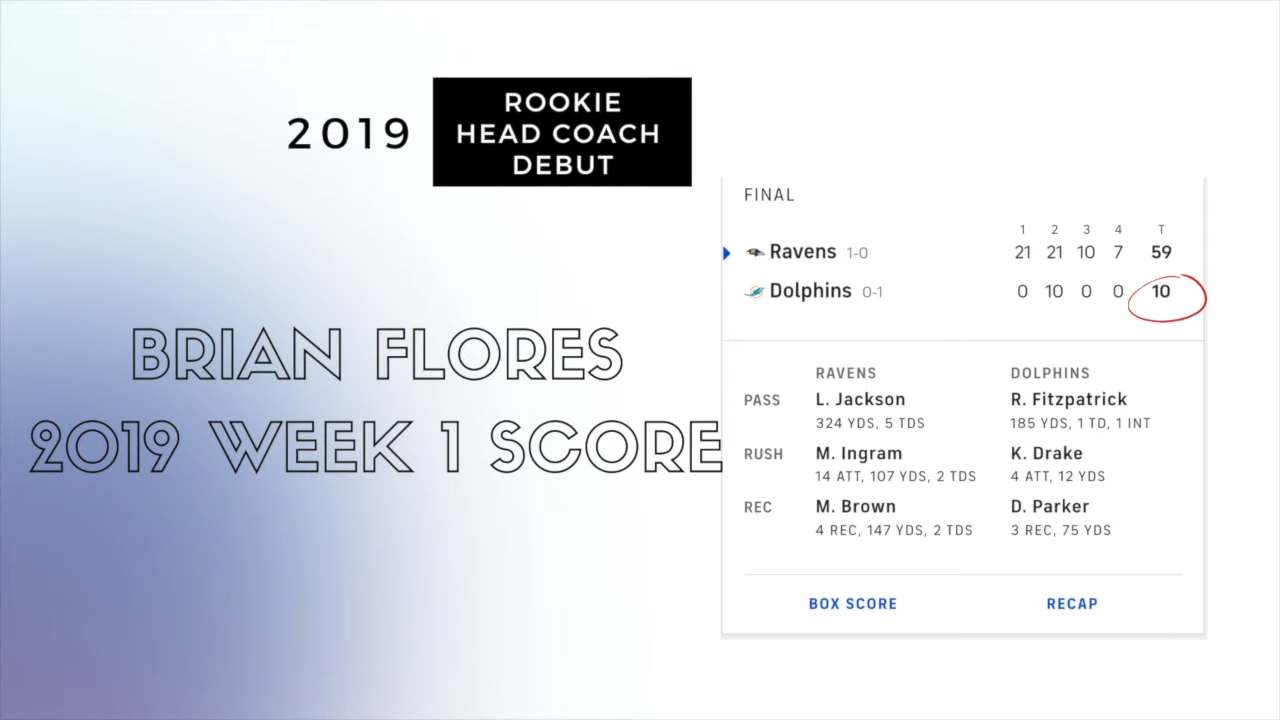 2019
ROOKIE
HEAD COACH
DEBUT
BRIAN FLORES
2019 WEEK 1 SCORE
FINAL
1 2 3 4 T
Ravens 1-0 21 21 10 7 59
Dolphins 0-1 0 10 0 0 10
RAVENS DOLPHINS
PASS L. Jackson R. Fitzpatrick
324 YDS, 5 TDS 185 YDS, 1 TD, 1 INT
RUSH M. Ingram K. Drake
14 ATT, 107 YDS, 2 TDS 4 ATT, 12 YDS
REC M. Brown D. Parker
4 REC, 147 YDS, 2 TDS 3 REC, 75 YDS
BOX SCORE RECAP